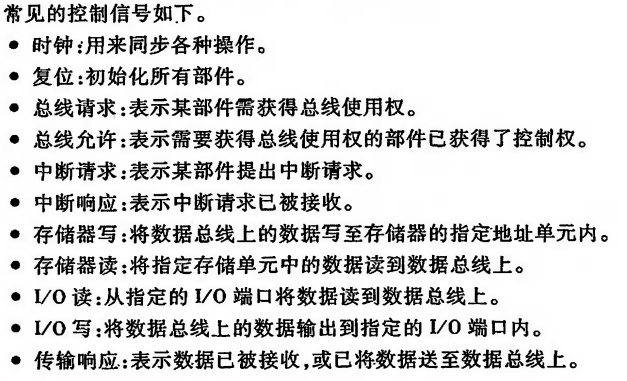 常见的控制信号如下。
● 时钟:用来同步各种操作。
● 复位:初始化所有部件。
● 总线请求:表示某部件需获得总线使用权。
● 总线允许:表示需要获得总线使用权的部件已获得了控制权。
● 中断请求:表示某部件提出中断请求。
● 中断响应:表示中断请求已被接收。
● 存储器写:将数据总线上的数据写至存储器的指定地址单元内。
● 存储器读:将指定存储单元中的数据读到数据总线上。
● I/O 读:从指定的 I/O 端口将数据读到数据总线上。
● I/O 写:将数据总线上的数据输出到指定的 I/O 端口内。
● 传输响应:表示数据已被接收,或已将数据送至数据总线上。